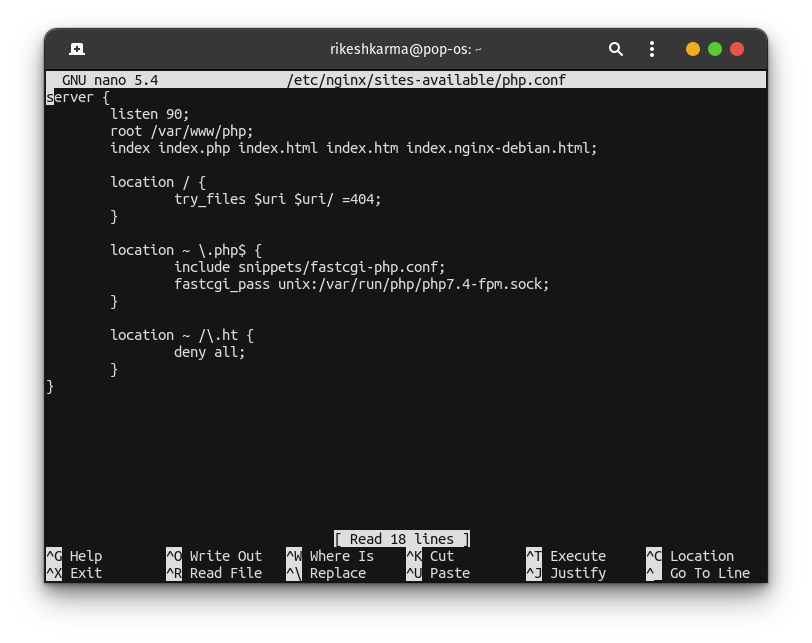 rikeshkarma@pop-os: ~
GNU nano 5.4 /etc/nginx/sites-available/php.conf
server {
        listen 90;
        root /var/www/php;
        index index.php index.html index.htm index.nginx-debian.html;

        location / {
                try_files $uri $uri/ =404;
        }

        location ~ \.php$ {
                include snippets/fastcgi-php.conf;
                fastcgi_pass unix:/var/run/php/php7.4-fpm.sock;
        }

        location ~ /\.ht {
                deny all;
        }
}
[ Read 18 lines ]
^G Help ^O Write Out ^W Where Is ^K Cut ^T Execute ^C Location
^X Exit ^R Read File ^\ Replace ^U Paste ^J Justify ^_ Go To Line